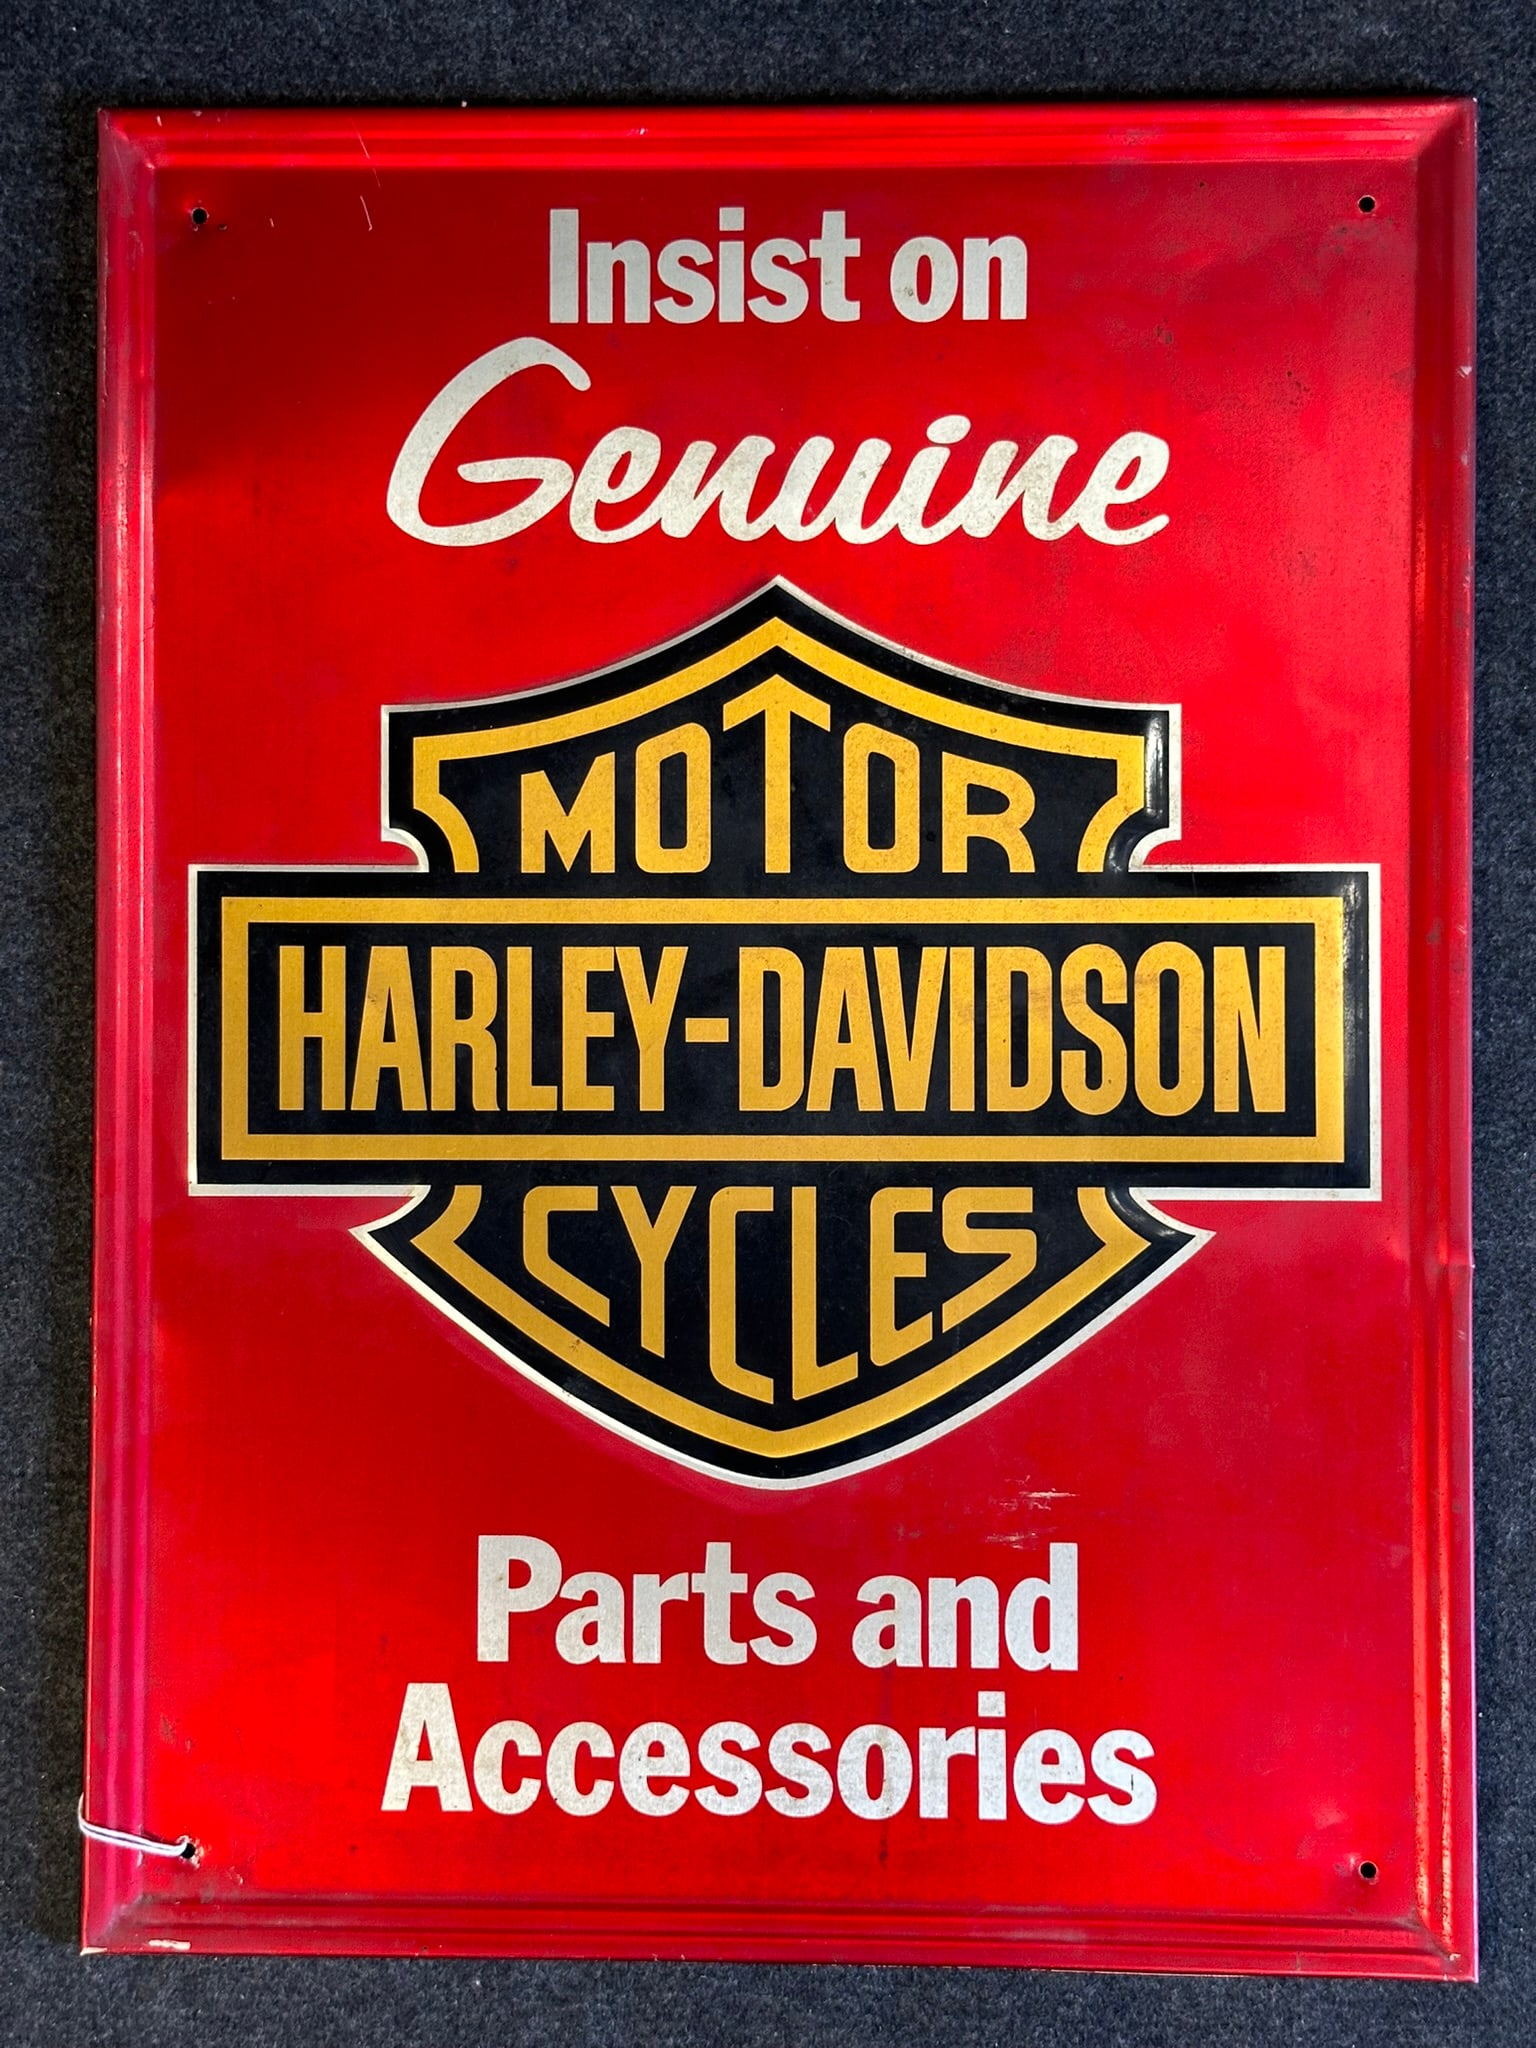 Insist on
Genuine
MOTOR
HARLEY-DAVIDSON
CYCLES
Parts and
Accessories